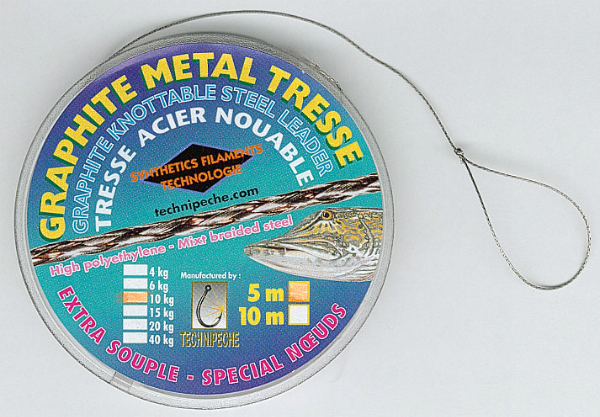 GRAPHITE METAL TRESSE
GRAPHITE KNOTTABLE STEEL LEADER
TRESSE ACIER NOUABLE
SYNTHETICS FILAMENTS
TECHNOLOGIE
technipeche.com
High polyethylene - Mixt braided steel
4 kg
6 kg
10 kg
15 kg
20 kg
40 kg
Manufactured by :
TECHNIPECHE
5 m
10 m
EXTRA SOUPLE - SPECIAL NŒUDS